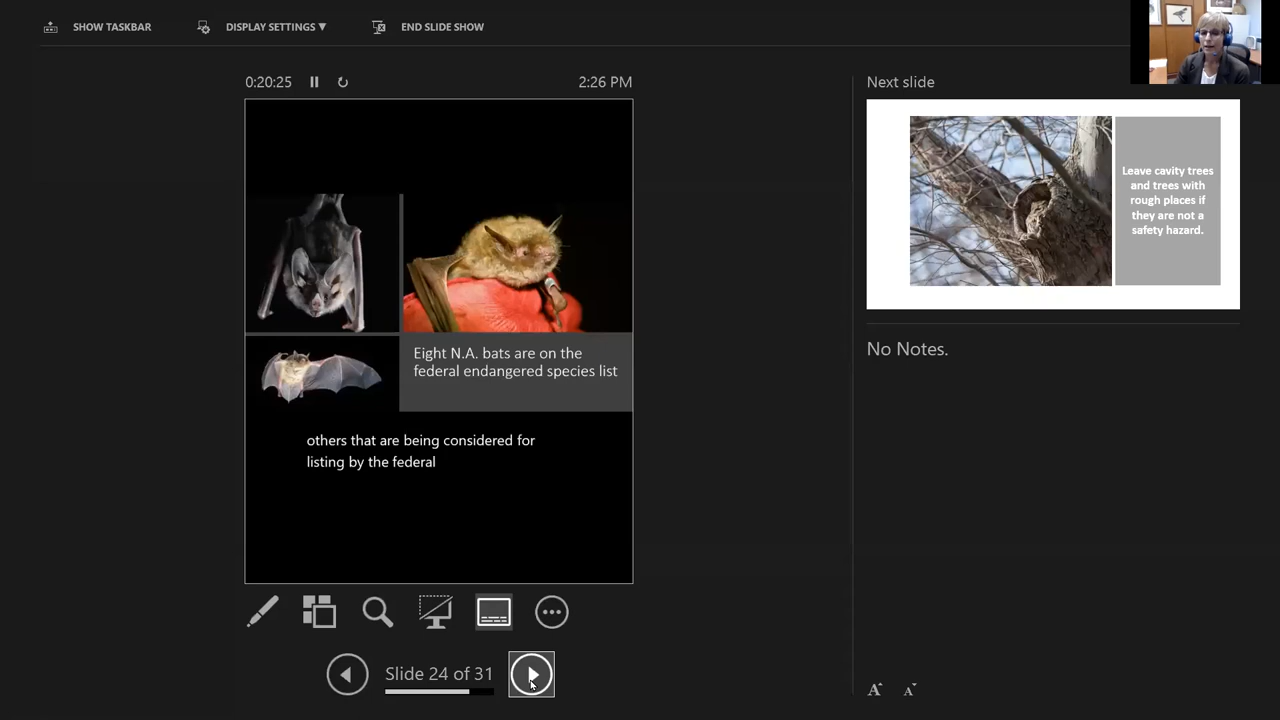 SHOW TASKBAR
DISPLAY SETTINGS ▼
END SLIDE SHOW
0:20:25
2:26 PM
Eight N.A. bats are on the
federal endangered species list
others that are being considered for
listing by the federal
Slide 24 of 31
Next slide
Leave cavity trees
and trees with
rough places if
they are not a
safety hazard.
No Notes.
A A